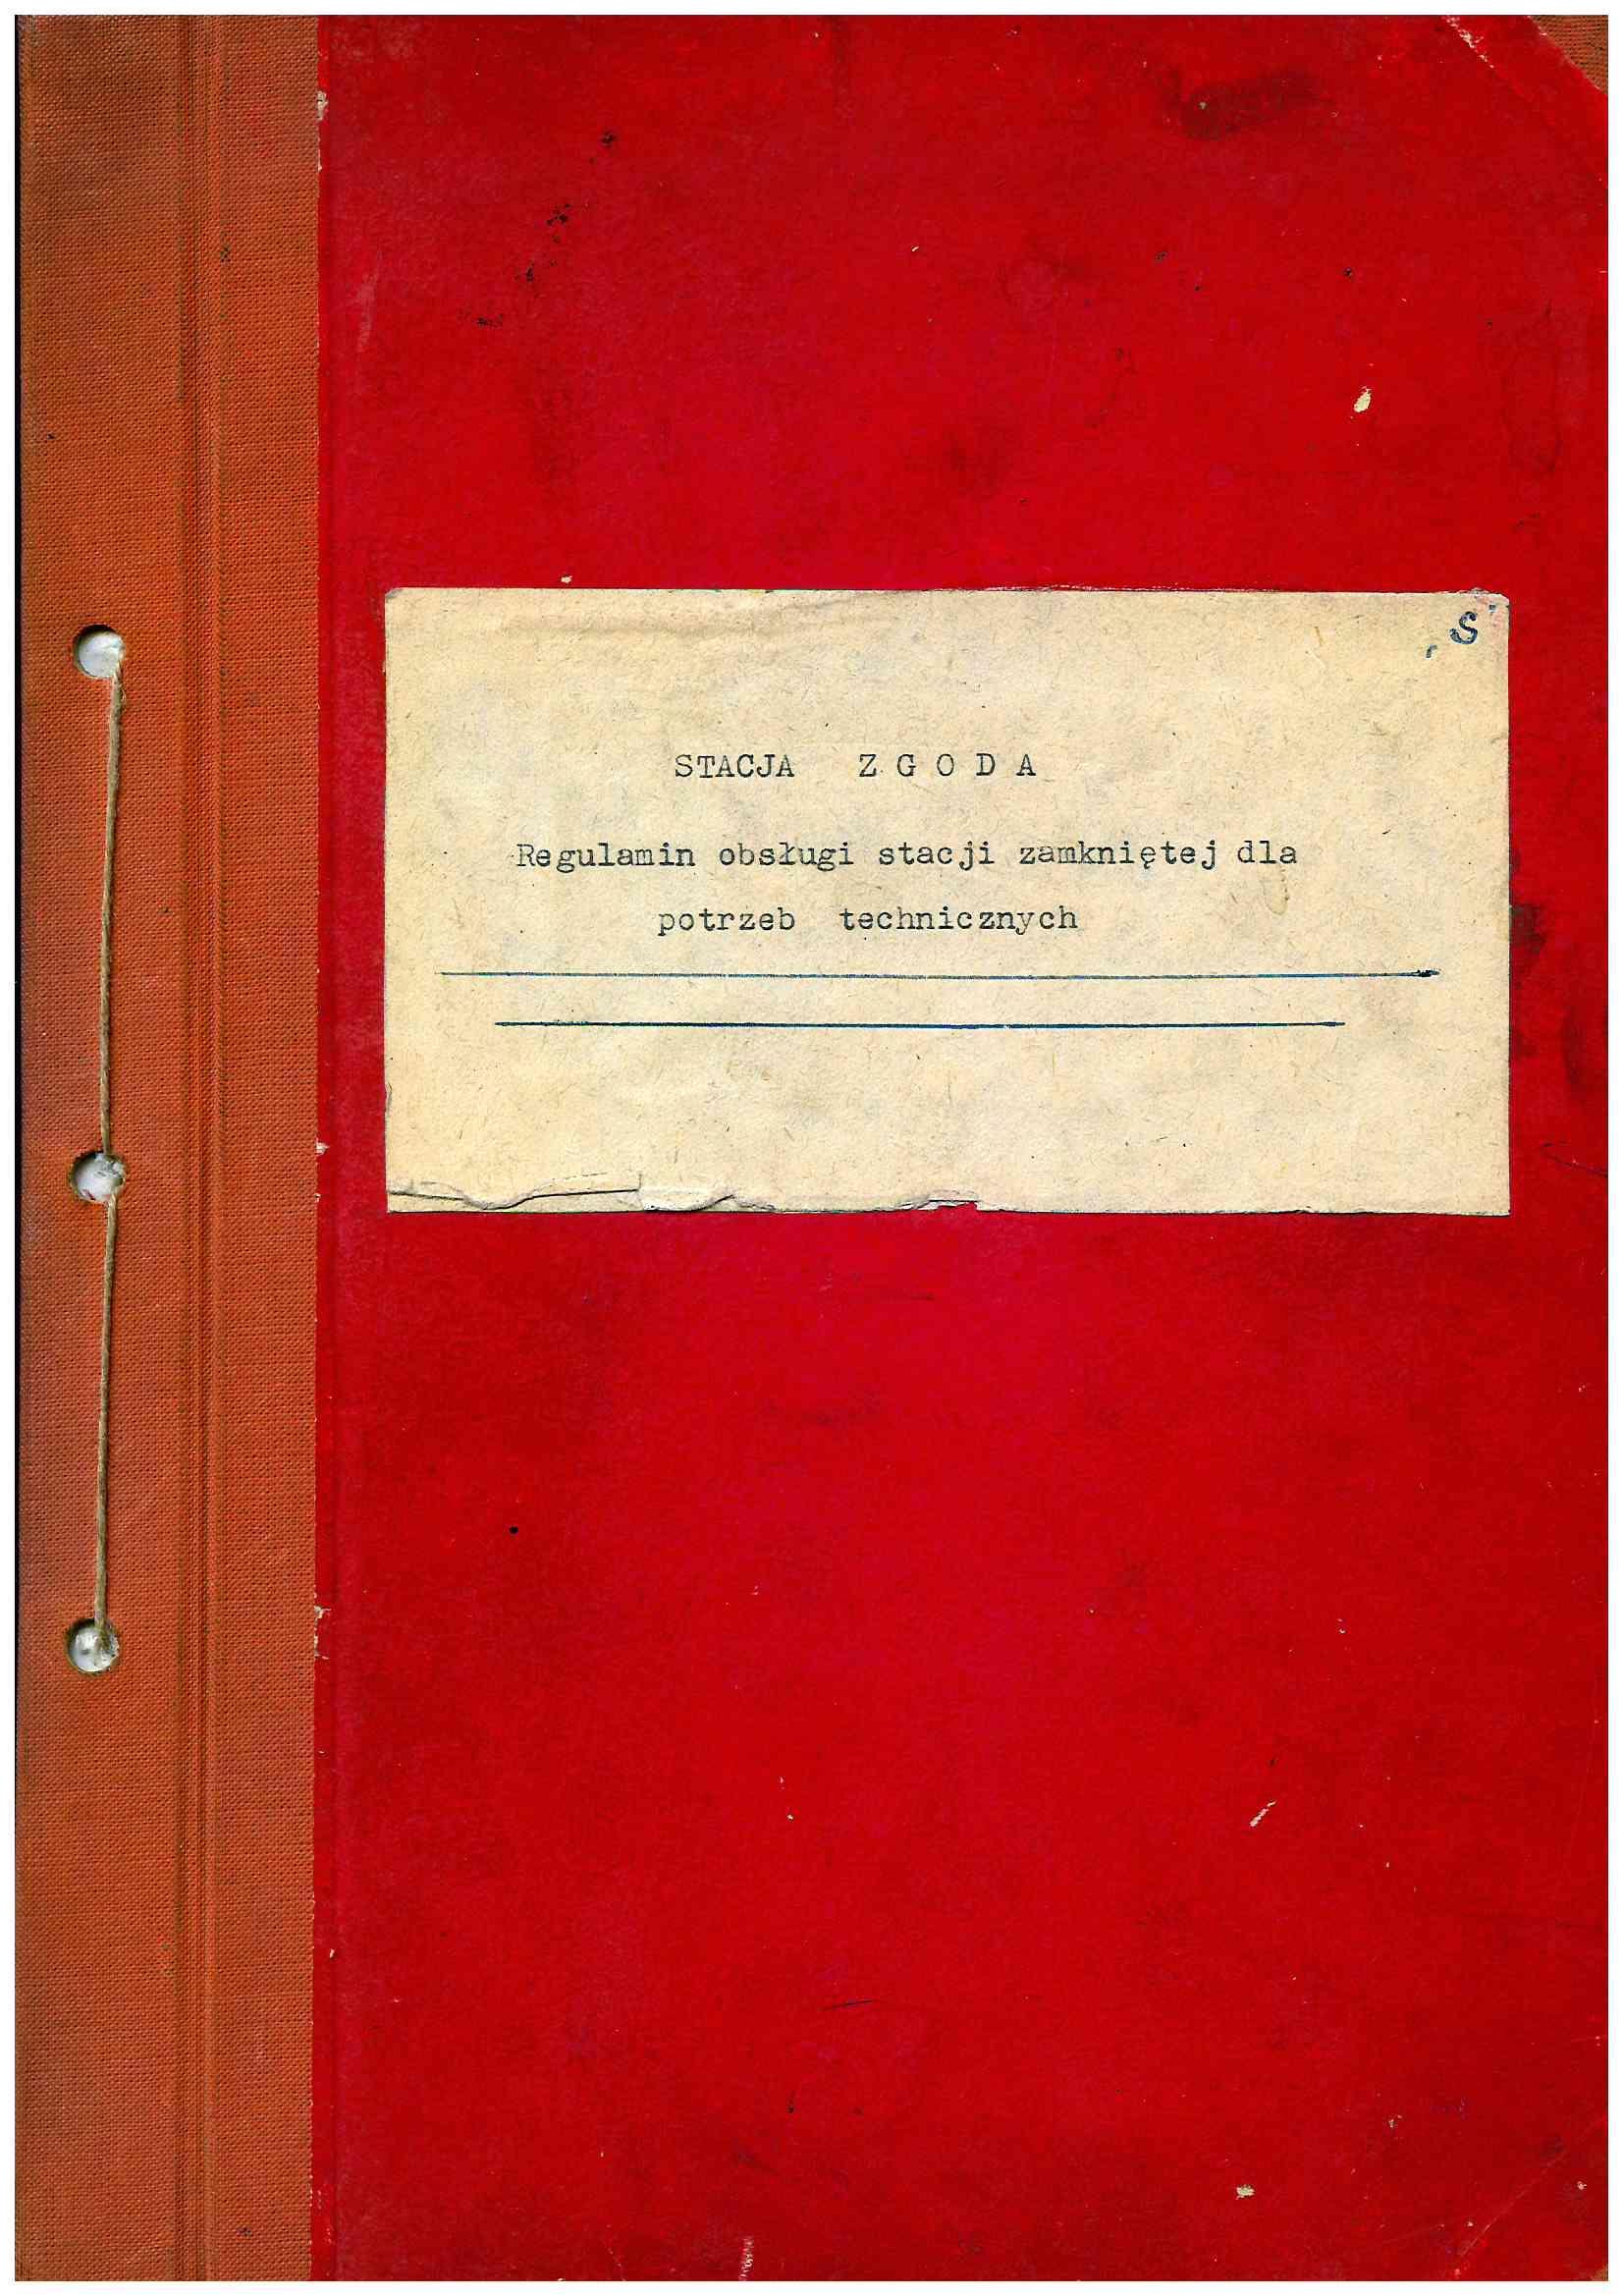 S
STACJA Z G O D A
Regulamin obsługi stacji zamkniętej dla
potrzeb technicznych